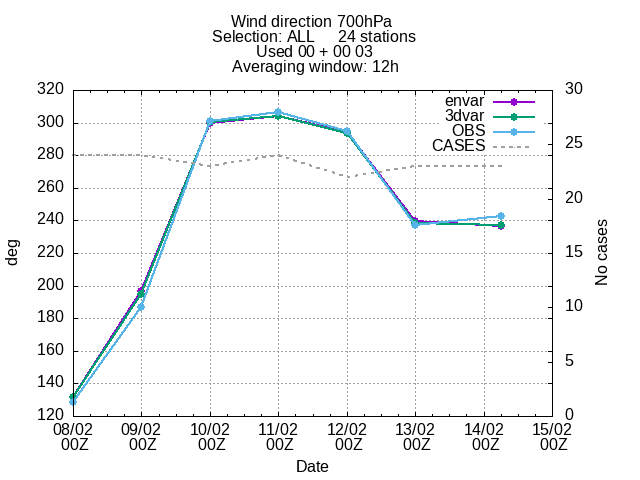 Wind direction 700hPa
Selection: ALL 24 stations
Used 00 + 00 03
Averaging window: 12h
envar
3dvar
OBS
CASES
320
300
280
260
240
220
200
180
160
140
120
deg
30
25
20
15
10
5
0
No cases
08/02 09/02 10/02 11/02 12/02 13/02 14/02 15/02
00Z 00Z 00Z 00Z 00Z 00Z 00Z 00Z
Date